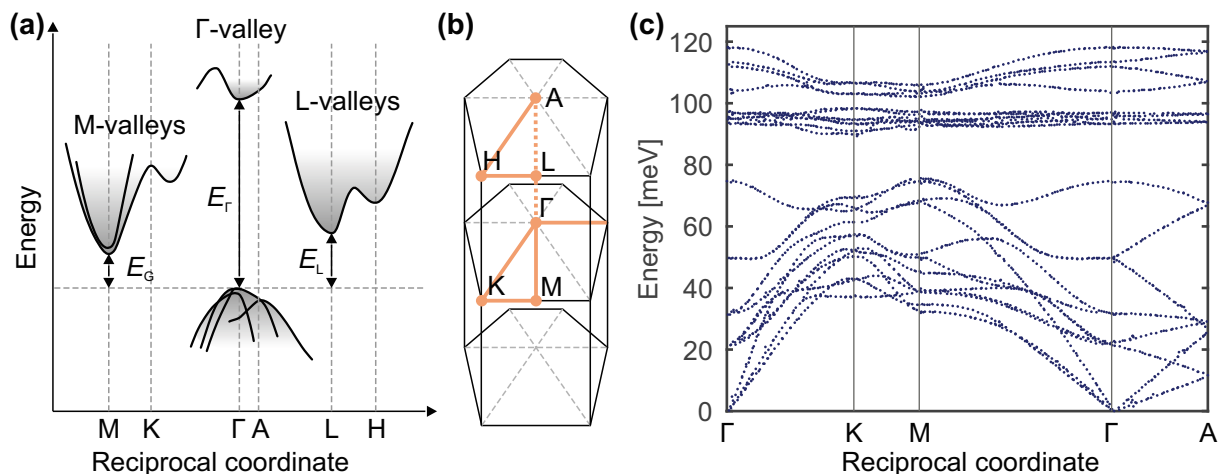 (a)
Γ-valley
M-valleys
L-valleys
Energy
E_G
E_Γ
E_L
M K Γ A L H
Reciprocal coordinate
(b)
A
H L
Γ
K M
(c)
Energy [meV]
120
100
80
60
40
20
0
Γ K M Γ A
Reciprocal coordinate